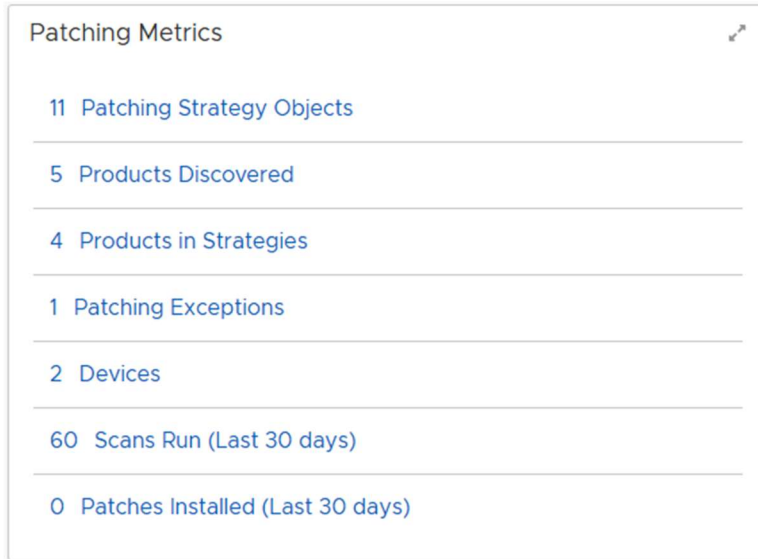 Patching Metrics
11 Patching Strategy Objects
5 Products Discovered
4 Products in Strategies
1 Patching Exceptions
2 Devices
60 Scans Run (Last 30 days)
0 Patches Installed (Last 30 days)